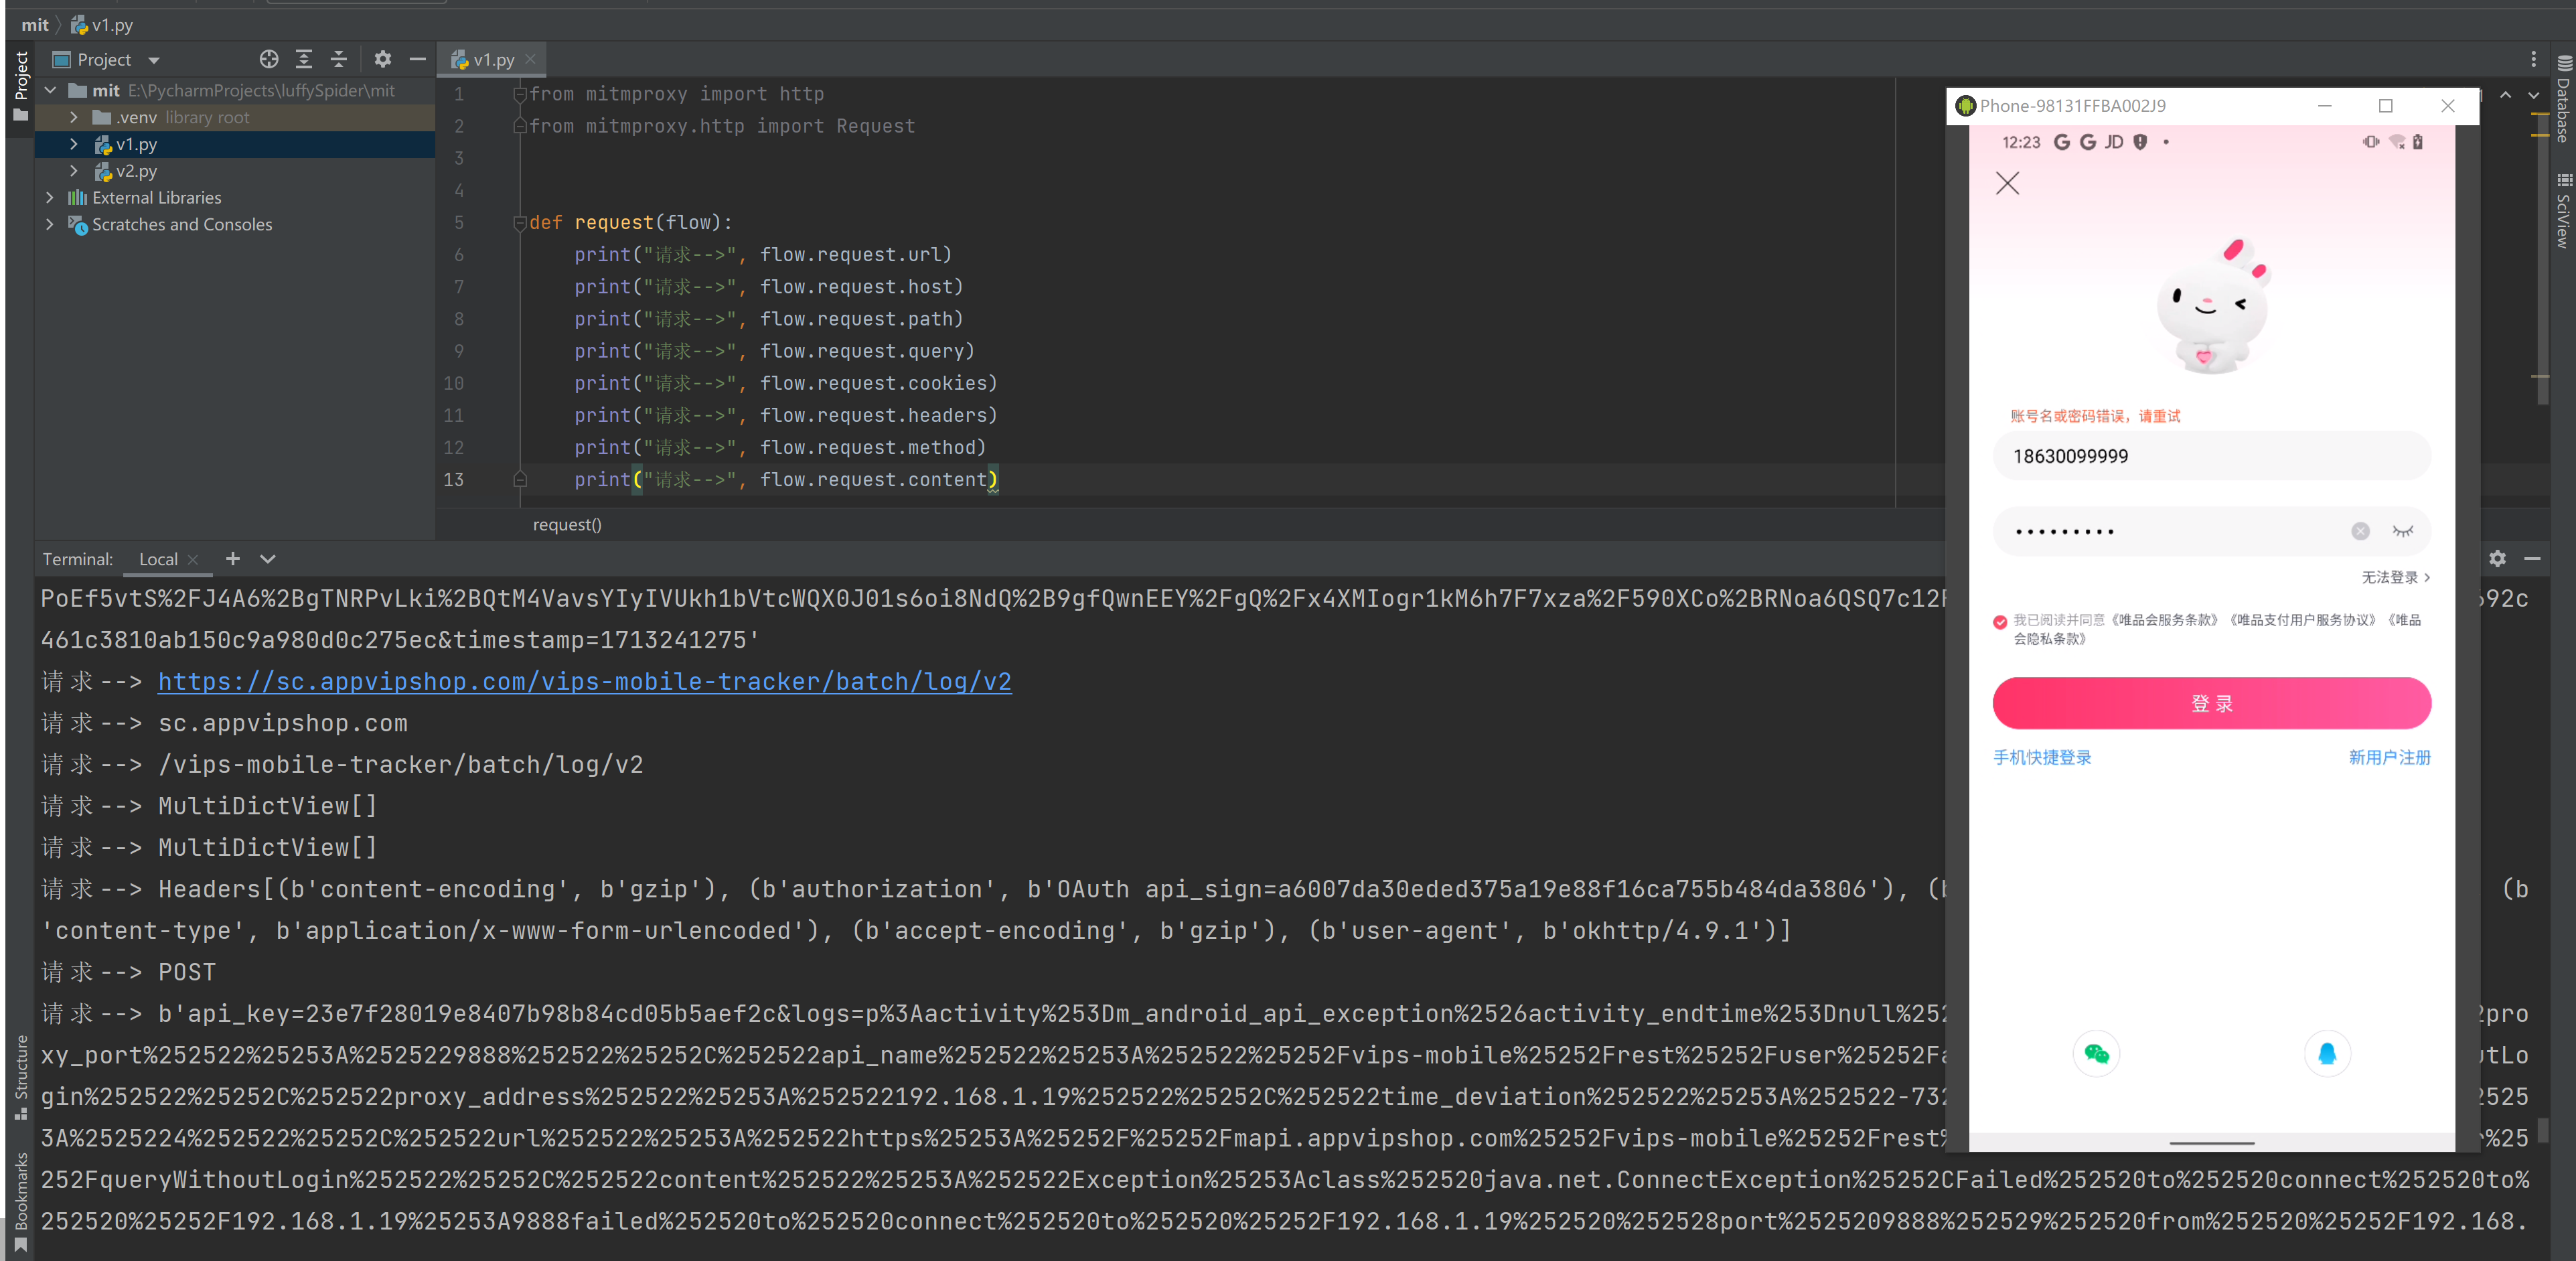 mit
v1.py
Project
Project
v1.py
mit E:\PycharmProjects\luffySpider\mit
.venv library root
v1.py
v2.py
External Libraries
Scratches and Consoles
1 from mitmproxy import http
2 from mitmproxy.http import Request
3
4
5 def request(flow):
6 print("请求-->", flow.request.url)
7 print("请求-->", flow.request.host)
8 print("请求-->", flow.request.path)
9 print("请求-->", flow.request.query)
10 print("请求-->", flow.request.cookies)
11 print("请求-->", flow.request.headers)
12 print("请求-->", flow.request.method)
13 print("请求-->", flow.request.content)
request()
Database
SciView
Phone-98131FFBA002J9
12:23 G G JD
账号名或密码错误，请重试
18630099999
•••••••••
无法登录 >
我已阅读并同意《唯品会服务条款》《唯品支付用户服务协议》《唯品
会隐私条款》
登 录
手机快捷登录
新用户注册
Terminal: Local
PoEf5vtS%2FJ4A6%2BgTNRPvLki%2BQtM4VavsYIyIVUkh1bVtcWQX0J01s6oi8NdQ%2B9gfQwnEEY%2FgQ%2Fx4XMIogr1kM6h7F7xza%2F590XCo%2BRNoa6QSQ7c12 692c
461c3810ab150c9a980d0c275ec&timestamp=1713241275'
请求--> https://sc.appvipshop.com/vips-mobile-tracker/batch/log/v2
请求--> sc.appvipshop.com
请求--> /vips-mobile-tracker/batch/log/v2
请求--> MultiDictView[]
请求--> MultiDictView[]
请求--> Headers[(b'content-encoding', b'gzip'), (b'authorization', b'OAuth api_sign=a6007da30eded375a19e88f16ca755b484da3806'), (b (b
'content-type', b'application/x-www-form-urlencoded'), (b'accept-encoding', b'gzip'), (b'user-agent', b'okhttp/4.9.1')]
请求--> POST
请求--> b'api_key=23e7f28019e8407b98b84cd05b5aef2c&logs=p%3Aactivity%253Dm_android_api_exception%2526activity_endtime%253Dnull%252 2pro
xy_port%252522%25253A%2525229888%252522%25252C%252522api_name%252522%25253A%252522%25252Fvips-mobile%25252Frest%25252Fuser%25252Fa utLo
gin%252522%25252C%252522proxy_address%252522%25253A%252522192.168.1.19%252522%25252C%252522time_deviation%252522%25253A%252522-732 2525
3A%2525224%252522%25252C%252522url%252522%25253A%252522https%25253A%25252F%25252Fmapi.appvipshop.com%25252Fvips-mobile%25252Frest% %25
252FqueryWithoutLogin%252522%25252C%252522content%252522%25253A%252522Exception%25253Aclass%252520java.net.ConnectException%25252CFailed%252520to%252520connect%252520to%
252520%25252F192.168.1.19%25253A9888failed%252520to%252520connect%252520to%252520%25252F192.168.1.19%252520%252528port%2525209888%252529%252520from%252520%25252F192.168.
Structure
Bookmarks